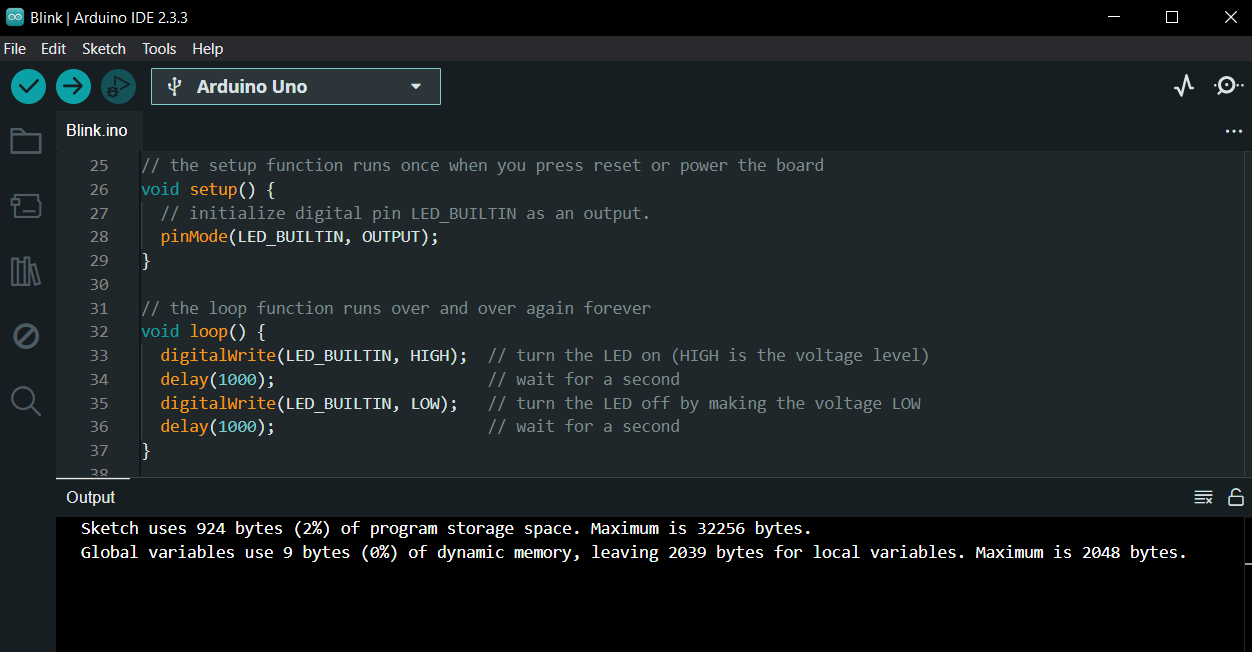 Blink | Arduino IDE 2.3.3
File Edit Sketch Tools Help
Arduino Uno
Blink.ino
25 // the setup function runs once when you press reset or power the board
26 void setup() {
27   // initialize digital pin LED_BUILTIN as an output.
28   pinMode(LED_BUILTIN, OUTPUT);
29 }
30
31 // the loop function runs over and over again forever
32 void loop() {
33   digitalWrite(LED_BUILTIN, HIGH);  // turn the LED on (HIGH is the voltage level)
34   delay(1000);                      // wait for a second
35   digitalWrite(LED_BUILTIN, LOW);   // turn the LED off by making the voltage LOW
36   delay(1000);                      // wait for a second
37 }
38
Output
Sketch uses 924 bytes (2%) of program storage space. Maximum is 32256 bytes.
Global variables use 9 bytes (0%) of dynamic memory, leaving 2039 bytes for local variables. Maximum is 2048 bytes.